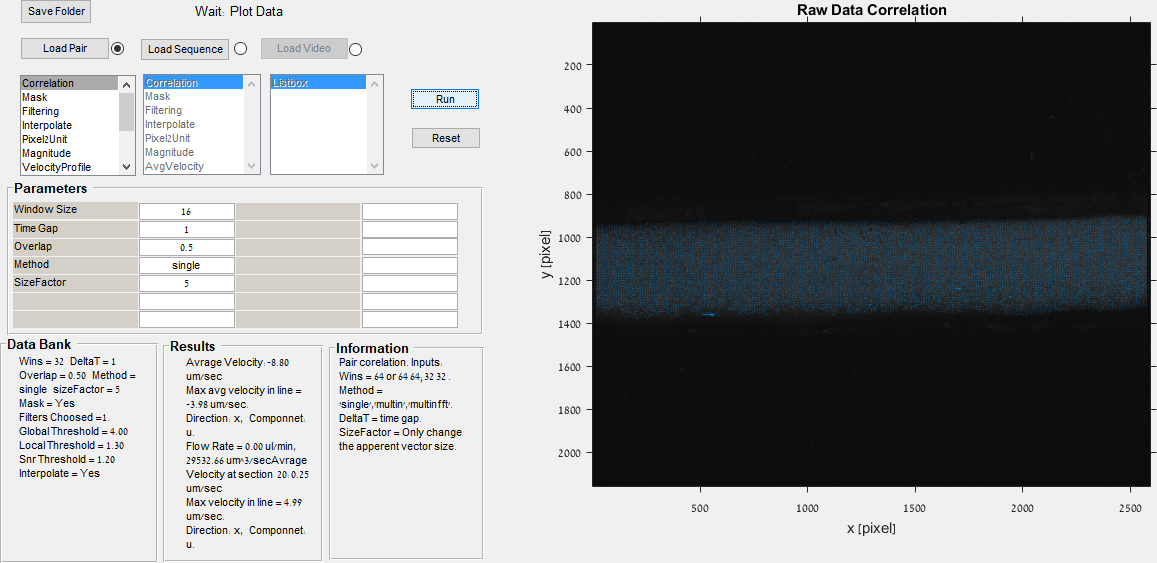 Save Folder
Wait: Plot Data
Load Pair
Load Sequence
Load Video
Correlation
Mask
Filtering
Interpolate
Pixel2Unit
Magnitude
VelocityProfile
Correlation
Mask
Filtering
Interpolate
Pixel2Unit
Magnitude
AvgVelocity
Listbox
Run
Reset
Parameters
Window Size 16
Time Gap 1
Overlap 0.5
Method single
SizeFactor 5
Data Bank
Wins = 32 DeltaT = 1
Overlap = 0.50 Method =
single sizeFactor = 5
Mask = Yes
Filters Choosed =1.
Global Threshold = 4.00
Local Threshold = 1.30
Snr Threshold = 1.20
Interpolate = Yes
Results
Avrage Velocity: -8.80
um/sec
Max avg velocity in line =
-3.98 um/sec.
Direction: x, Componnet:
u.
Flow Rate = 0.00 ul/min,
29532.66 um^3/secAvrage
Velocity at section 20: 0.25
um/sec
Max velocity in line = 4.99
um/sec.
Direction: x, Componnet:
u.
Information
Pair corelation. Inputs:
Wins = 64 or 64 64; 32 32 .
Method =
'single','multin','multinfft'.
DeltaT = time gap.
SizeFactor = Only change
the apperent vector size.
Raw Data Correlation
y [pixel]
200
400
600
800
1000
1200
1400
1600
1800
2000
500 1000 1500 2000 2500
x [pixel]